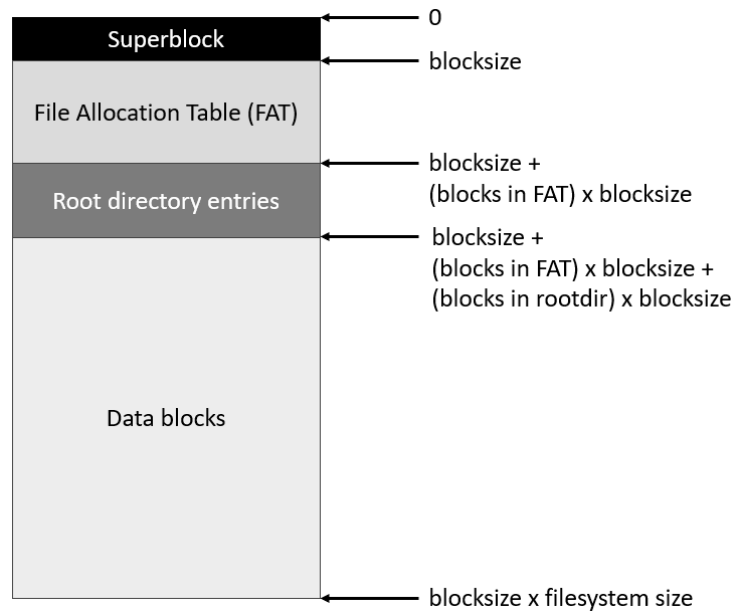 0
Superblock
blocksize
File Allocation Table (FAT)
blocksize +
(blocks in FAT) x blocksize
Root directory entries
blocksize +
(blocks in FAT) x blocksize +
(blocks in rootdir) x blocksize
Data blocks
blocksize x filesystem size